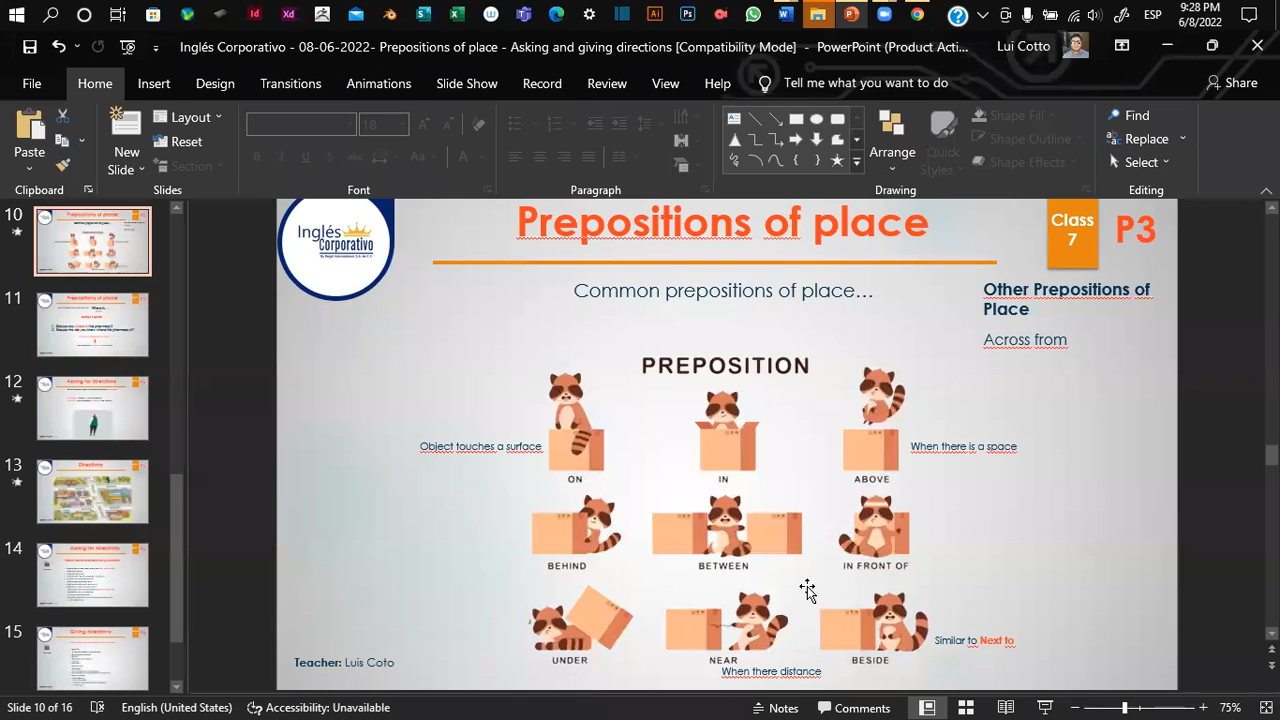 9:28 PM
ESP
6/8/2022
Inglés Corporativo - 08-06-2022- Prepositions of place - Asking and giving directions [Compatibility Mode] - PowerPoint (Product Acti...
Lui Cotto
File Home Insert Design Transitions Animations Slide Show Record Review View Help Tell me what you want to do Share
Paste
New Slide
Layout
Reset
Section
18
Arrange
Quick Styles
Shape Fill
Shape Outline
Shape Effects
Find
Replace
Select
Clipboard Slides Font Paragraph Drawing Editing
10
11
12
13
14
15
Inglés
Corporativo
Prepositions of place
Class
7
P3
Common prepositions of place...
Other Prepositions of
Place
Across from
PREPOSITION
Object touches a surface
When there is a space
ON IN ABOVE
BEHIND BETWEEN IN FRONT OF
Similar to Next to
UNDER NEAR BESIDE
When there distance
Teacher: Luis Coto
Slide 10 of 16 English (United States) Accessibility: Unavailable Notes Comments 75%